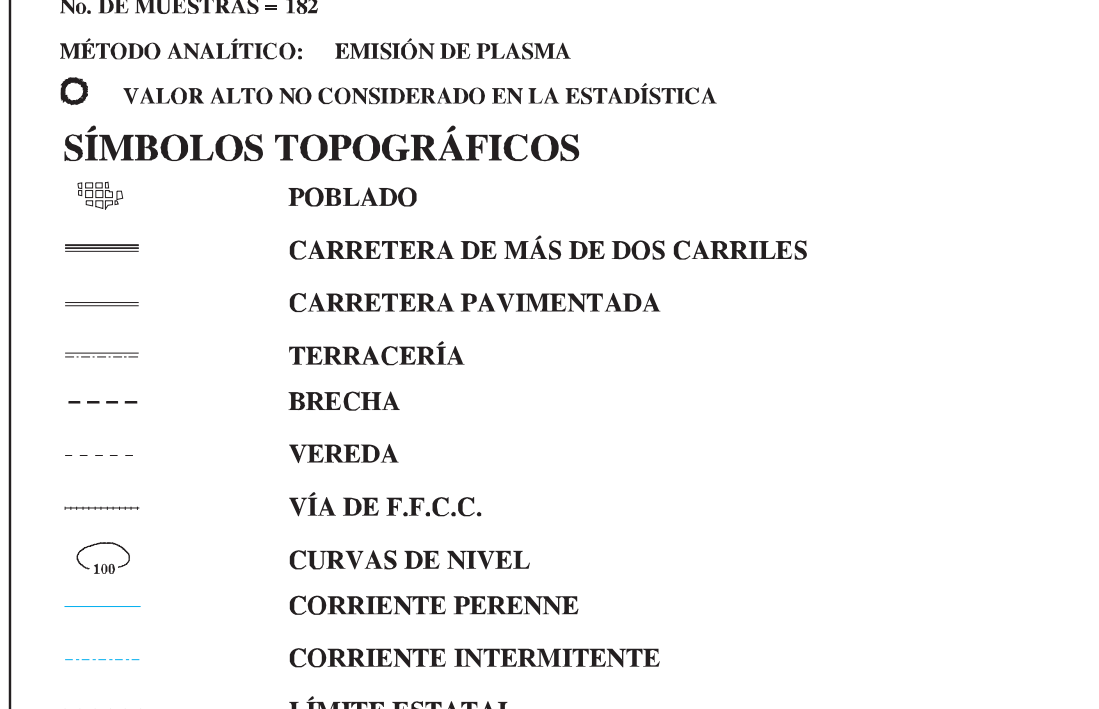 No. DE MUESTRAS = 182
MÉTODO ANALÍTICO: EMISIÓN DE PLASMA
VALOR ALTO NO CONSIDERADO EN LA ESTADÍSTICA
SÍMBOLOS TOPOGRÁFICOS
POBLADO
CARRETERA DE MÁS DE DOS CARRILES
CARRETERA PAVIMENTADA
TERRACERÍA
BRECHA
VEREDA
VÍA DE F.F.C.C.
100 CURVAS DE NIVEL
CORRIENTE PERENNE
CORRIENTE INTERMITENTE
LÍMITE ESTATAL